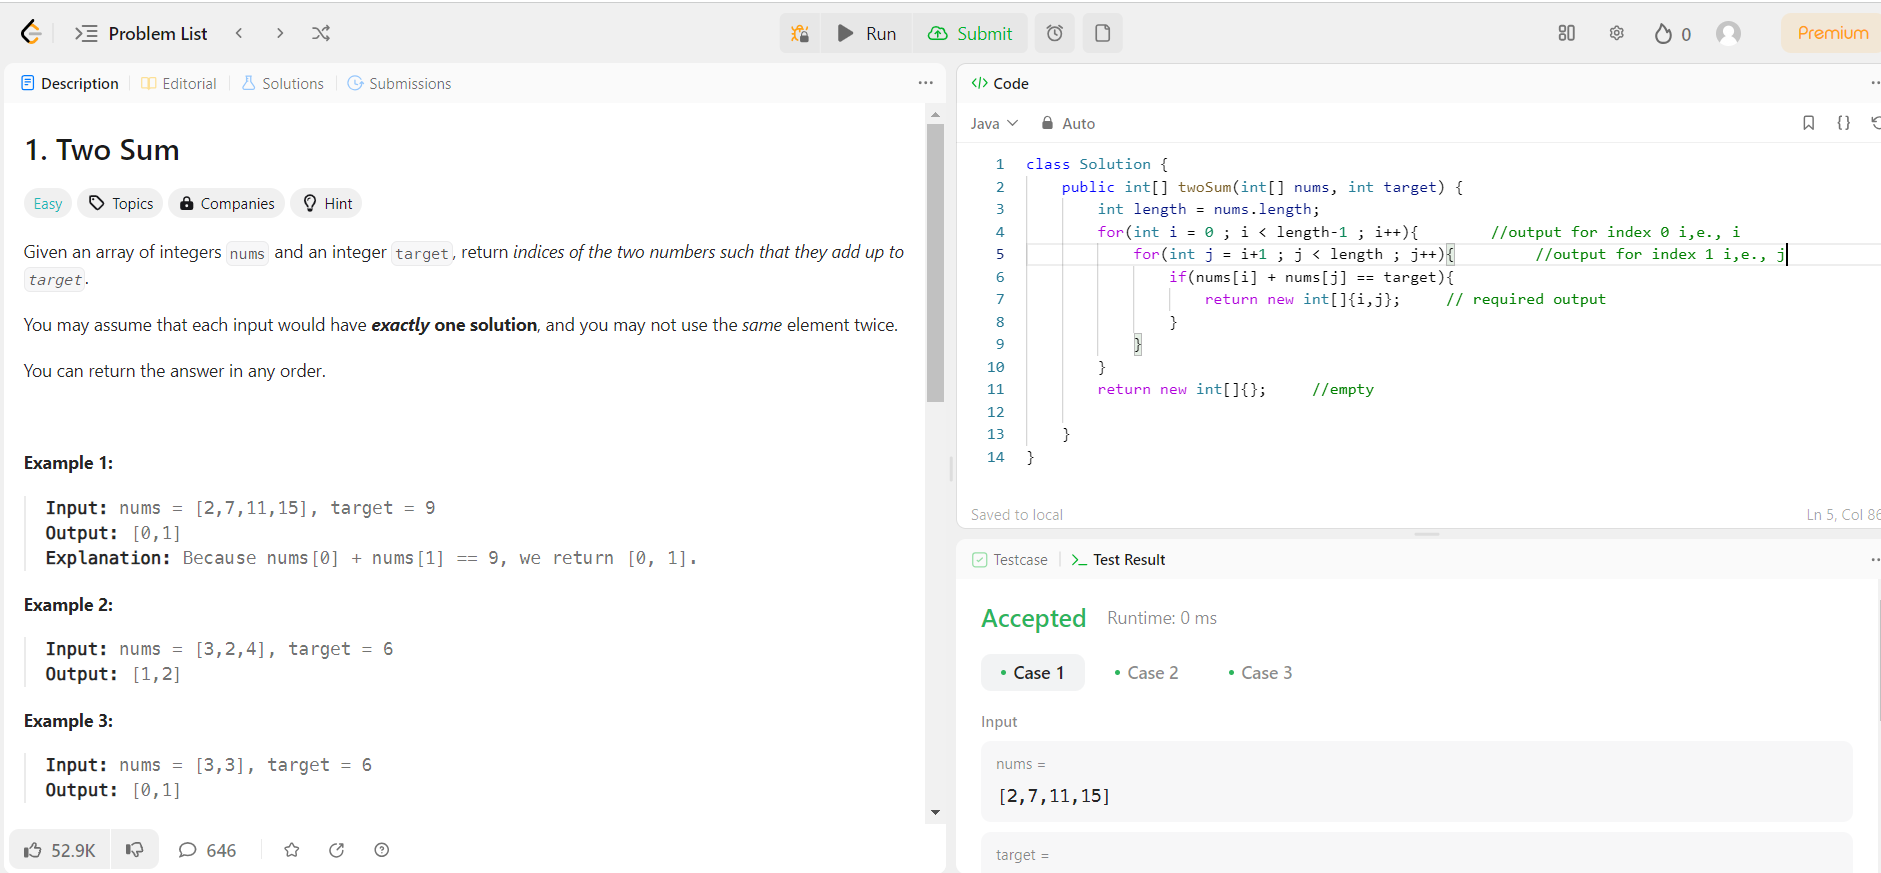 Problem List
Run
Submit
0
Premium
Description
Editorial
Solutions
Submissions
1. Two Sum
Easy
Topics
Companies
Hint
Given an array of integers nums and an integer target, return indices of the two numbers such that they add up to
target.
You may assume that each input would have exactly one solution, and you may not use the same element twice.
You can return the answer in any order.
Example 1:
Input: nums = [2,7,11,15], target = 9
Output: [0,1]
Explanation: Because nums[0] + nums[1] == 9, we return [0, 1].
Example 2:
Input: nums = [3,2,4], target = 6
Output: [1,2]
Example 3:
Input: nums = [3,3], target = 6
Output: [0,1]
52.9K
646
</> Code
Java
Auto
{}
1 class Solution {
2 public int[] twoSum(int[] nums, int target) {
3 int length = nums.length;
4 for(int i = 0 ; i < length-1 ; i++){ //output for index 0 i,e., i
5 for(int j = i+1 ; j < length ; j++){ //output for index 1 i,e., j
6 if(nums[i] + nums[j] == target){
7 return new int[]{i,j}; // required output
8 }
9 }
10 }
11 return new int[]{}; //empty
12
13 }
14 }
Saved to local
Ln 5, Col 86
Testcase
>_ Test Result
Accepted
Runtime: 0 ms
Case 1
Case 2
Case 3
Input
nums =
[2,7,11,15]
target =